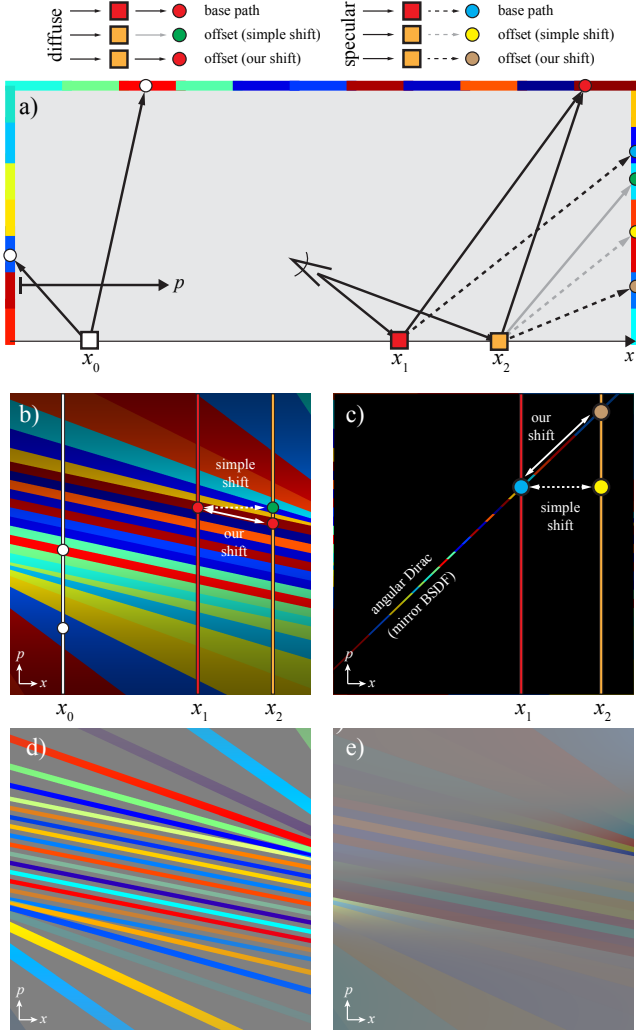 diffuse
base path
offset (simple shift)
offset (our shift)
specular
base path
offset (simple shift)
offset (our shift)
a)
p
x0
x1
x2
x
b)
simple
shift
our
shift
p
x
c)
our
shift
simple
shift
angular Dirac
(mirror BSDF)
p
x
x0
x1
x2
x1
x2
d)
p
x
)
e)
p
x